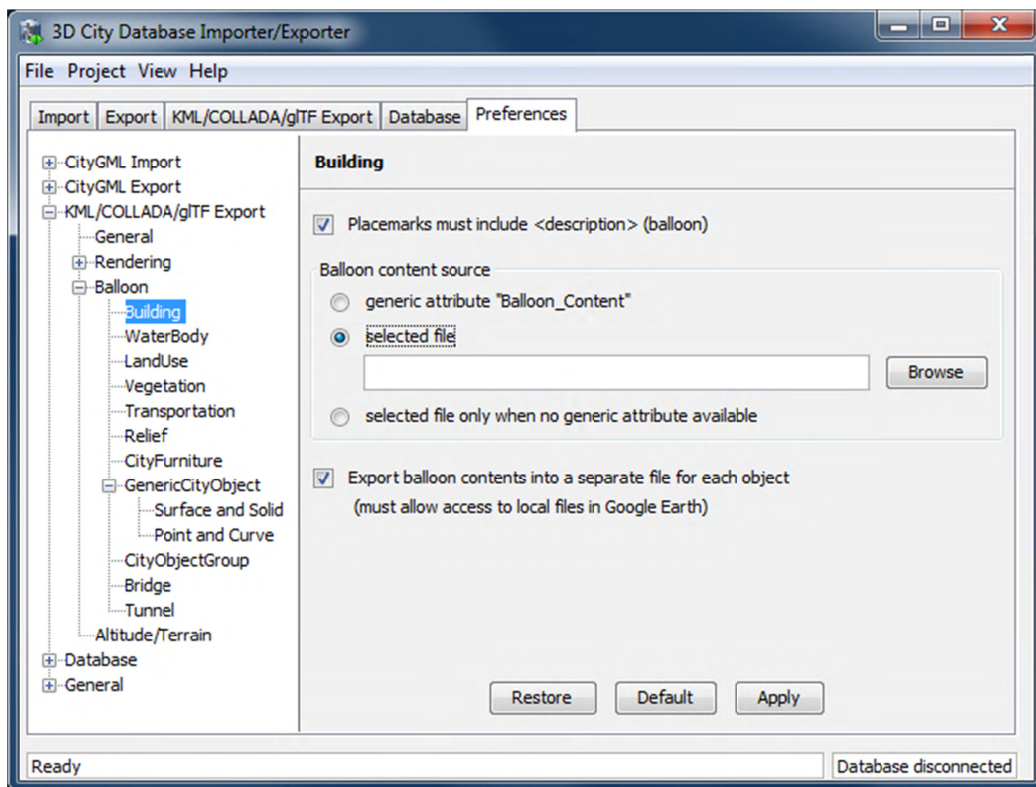 3D City Database Importer/Exporter
File Project View Help
Import Export KML/COLLADA/glTF Export Database Preferences
CityGML Import
CityGML Export
KML/COLLADA/glTF Export
General
Rendering
Balloon
Building
WaterBody
LandUse
Vegetation
Transportation
Relief
CityFurniture
GenericCityObject
Surface and Solid
Point and Curve
CityObjectGroup
Bridge
Tunnel
Altitude/Terrain
Database
General
Building
Placemarks must include <description> (balloon)
Balloon content source
generic attribute "Balloon_Content"
selected file
Browse
selected file only when no generic attribute available
Export balloon contents into a separate file for each object
(must allow access to local files in Google Earth)
Restore Default Apply
Ready Database disconnected